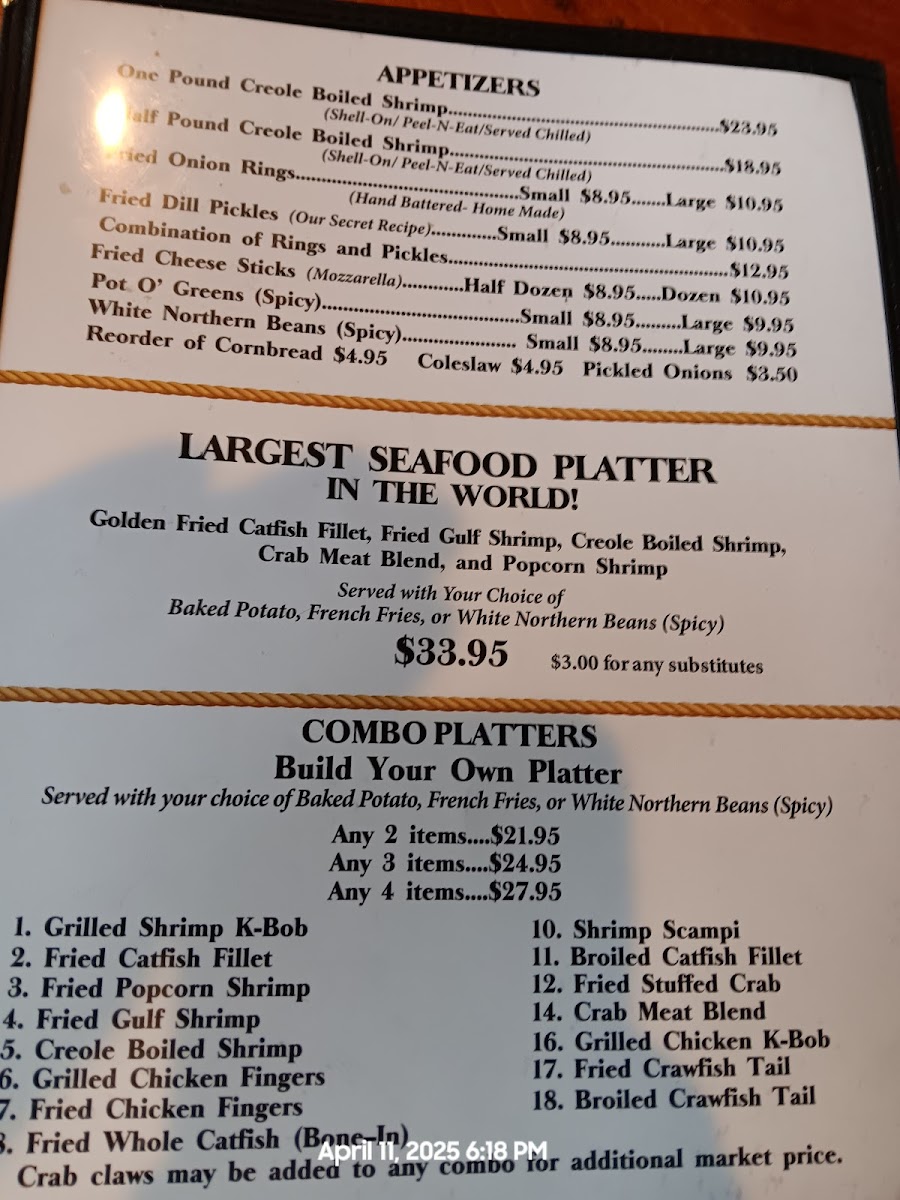 APPETIZERS
One Pound Creole Boiled Shrimp....................................................$23.95
(Shell-On/ Peel-N-Eat/Served Chilled)
Half Pound Creole Boiled Shrimp....................................................$18.95
(Shell-On/ Peel-N-Eat/Served Chilled)
Fried Onion Rings..........................................Small $8.95.......Large $10.95
(Hand Battered- Home Made)
Fried Dill Pickles (Our Secret Recipe)............Small $8.95...........Large $10.95
Combination of Rings and Pickles....................................................$12.95
Fried Cheese Sticks (Mozzarella)...........Half Dozen $8.95.....Dozen $10.95
Pot O' Greens (Spicy)....................................Small $8.95.........Large $9.95
White Northern Beans (Spicy)..................... Small $8.95........Large $9.95
Reorder of Cornbread $4.95 Coleslaw $4.95 Pickled Onions $3.50
LARGEST SEAFOOD PLATTER
IN THE WORLD!
Golden Fried Catfish Fillet, Fried Gulf Shrimp, Creole Boiled Shrimp,
Crab Meat Blend, and Popcorn Shrimp
Served with Your Choice of
Baked Potato, French Fries, or White Northern Beans (Spicy)
$33.95 $3.00 for any substitutes
COMBO PLATTERS
Build Your Own Platter
Served with your choice of Baked Potato, French Fries, or White Northern Beans (Spicy)
Any 2 items....$21.95
Any 3 items....$24.95
Any 4 items....$27.95
1. Grilled Shrimp K-Bob
2. Fried Catfish Fillet
3. Fried Popcorn Shrimp
4. Fried Gulf Shrimp
5. Creole Boiled Shrimp
6. Grilled Chicken Fingers
7. Fried Chicken Fingers
8. Fried Whole Catfish (Bone-In)
10. Shrimp Scampi
11. Broiled Catfish Fillet
12. Fried Stuffed Crab
14. Crab Meat Blend
16. Grilled Chicken K-Bob
17. Fried Crawfish Tail
18. Broiled Crawfish Tail
Crab claws may be added to any combo for additional market price.
April 11, 2025 6:18 PM